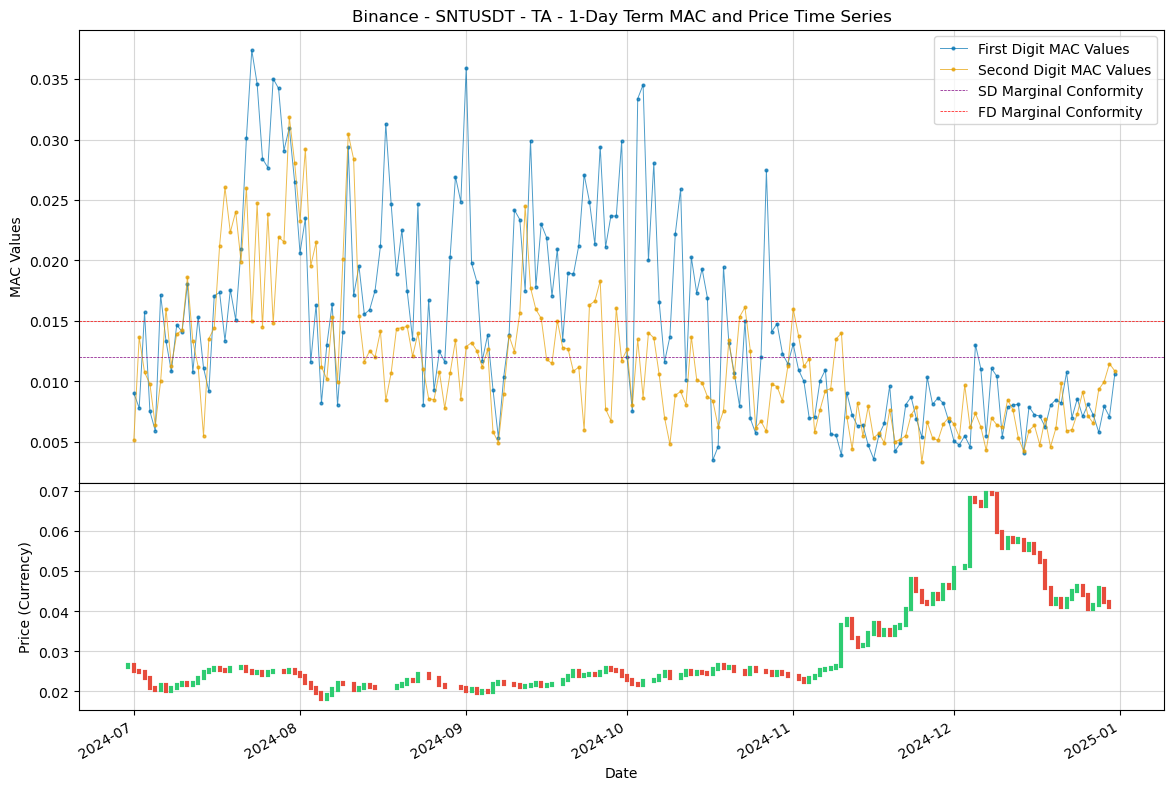 Binance - SNTUSDT - TA - 1-Day Term MAC and Price Time Series
First Digit MAC Values
Second Digit MAC Values
SD Marginal Conformity
FD Marginal Conformity
MAC Values
0.035
0.030
0.025
0.020
0.015
0.010
0.005
Price (Currency)
0.07
0.06
0.05
0.04
0.03
0.02
2024-07
2024-08
2024-09
2024-10
2024-11
2024-12
2025-01
Date